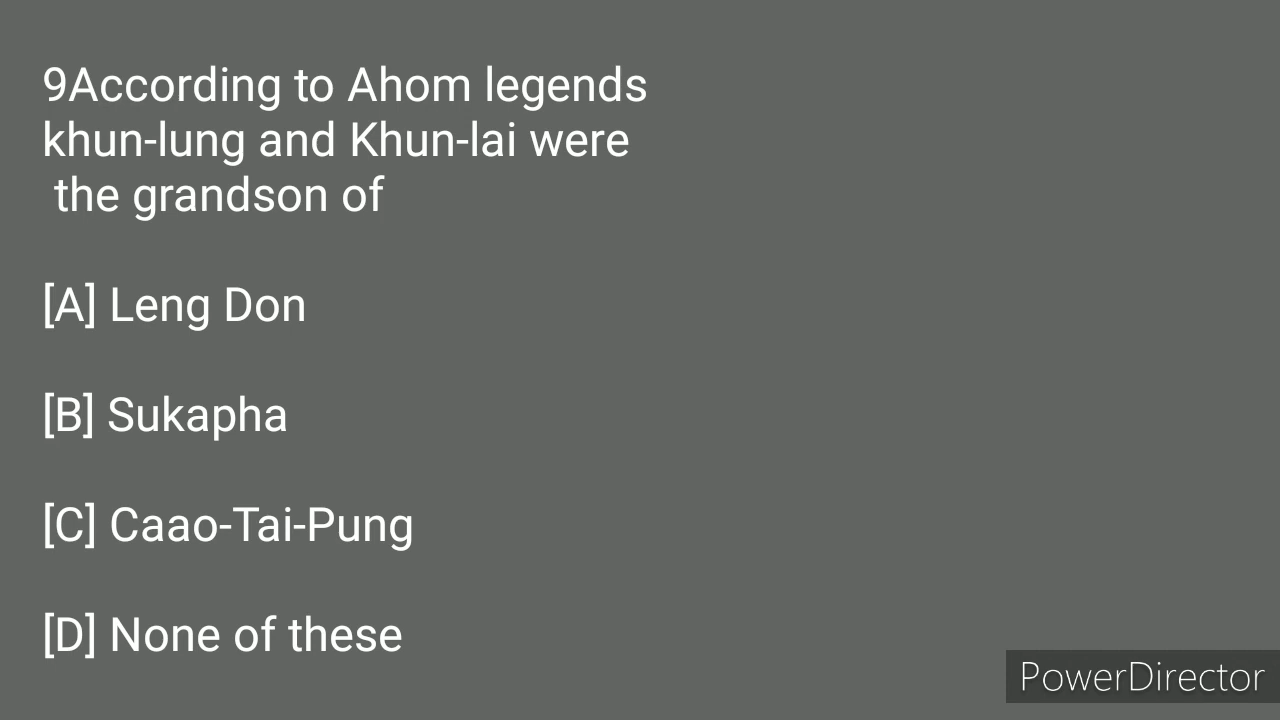 9According to Ahom legends
khun-lung and Khun-lai were
the grandson of
[A] Leng Don
[B] Sukapha
[C] Caao-Tai-Pung
[D] None of these
PowerDirector